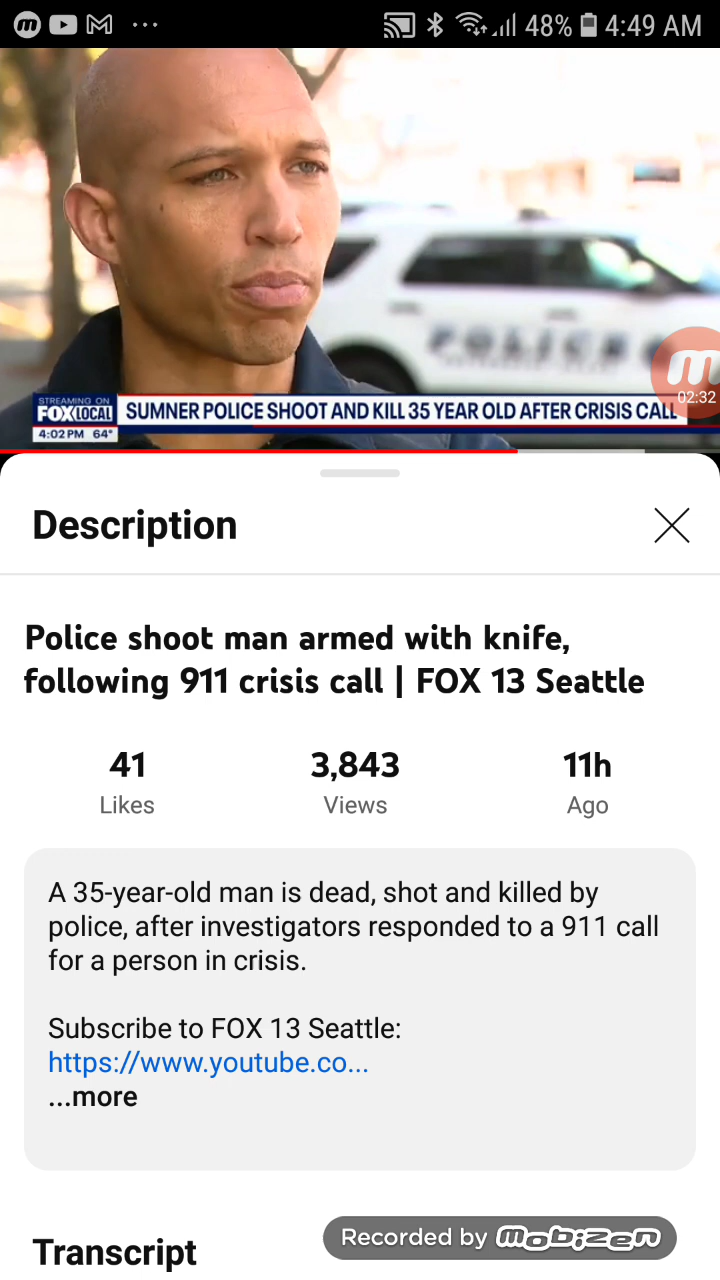 48% 4:49 AM
POLICE
02:32
STREAMING ON
FOX LOCAL
SUMNER POLICE SHOOT AND KILL 35 YEAR OLD AFTER CRISIS CALL
4:02 PM 64°
Description
Police shoot man armed with knife,
following 911 crisis call | FOX 13 Seattle
41 3,843 11h
Likes Views Ago
A 35-year-old man is dead, shot and killed by
police, after investigators responded to a 911 call
for a person in crisis.
Subscribe to FOX 13 Seattle:
https://www.youtube.co...
...more
Transcript
Recorded by mobizen